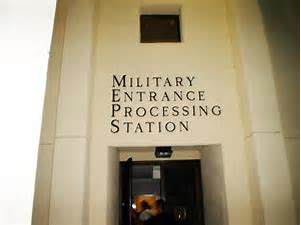 MILITARY
ENTRANCE
PROCESSING
STATION